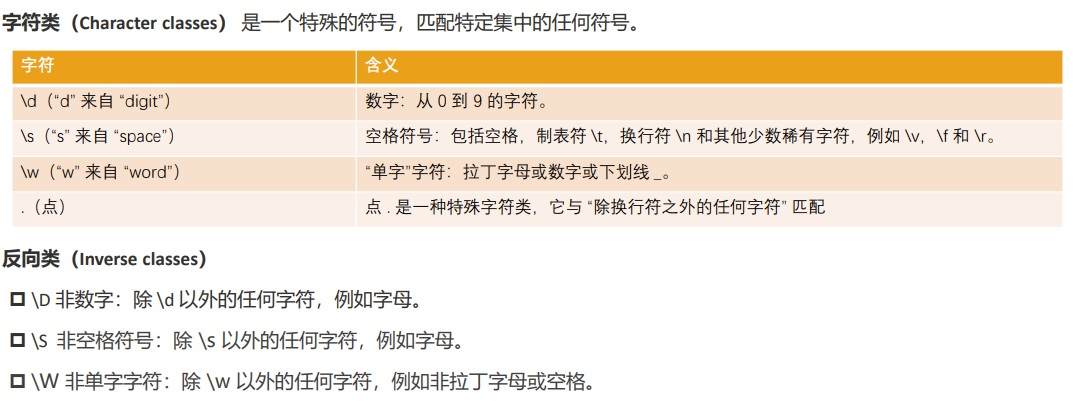 字符类（Character classes） 是一个特殊的符号，匹配特定集中的任何符号。
字符 含义
\d（“d” 来自 “digit”） 数字：从 0 到 9 的字符。
\s（“s” 来自 “space”） 空格符号：包括空格，制表符 \t，换行符 \n 和其他少数稀有字符，例如 \v，\f 和 \r。
\w（“w” 来自 “word”） “单字”字符：拉丁字母或数字或下划线 _。
.（点） 点 . 是一种特殊字符类，它与 “除换行符之外的任何字符” 匹配
反向类（Inverse classes）
\D 非数字：除 \d 以外的任何字符，例如字母。
\S 非空格符号：除 \s 以外的任何字符，例如字母。
\W 非单字字符：除 \w 以外的任何字符，例如非拉丁字母或空格。